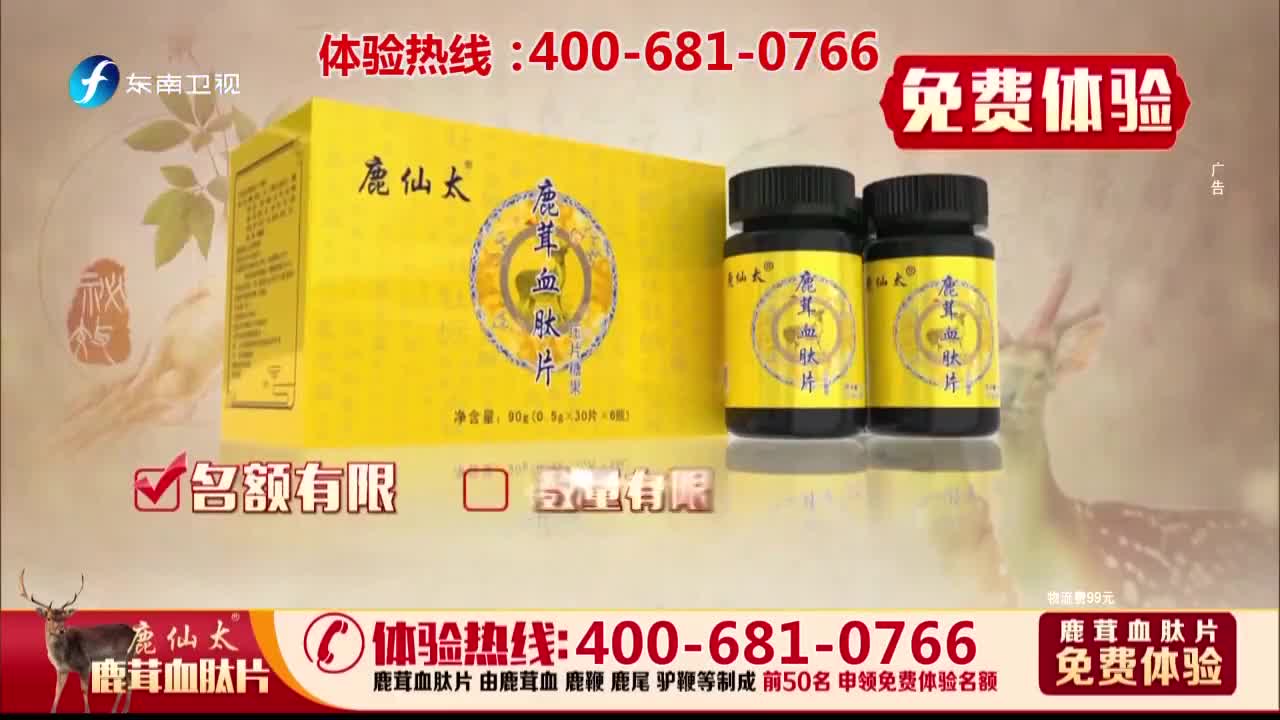 体验热线：400-681-0766
东南卫视
免费体验
广告
鹿仙太®
鹿茸血肽片
压片糖果
净含量：90g(0.5g×30片×6瓶)
鹿仙太®
鹿茸血肽片
鹿仙太®
鹿茸血肽片
秘
名额有限
数量有限
物流费99元
鹿仙太®
鹿茸血肽片
体验热线:400-681-0766
鹿茸血肽片 由鹿茸血 鹿鞭 鹿尾 驴鞭等制成 前50名 申领免费体验名额
鹿茸血肽片
免费体验